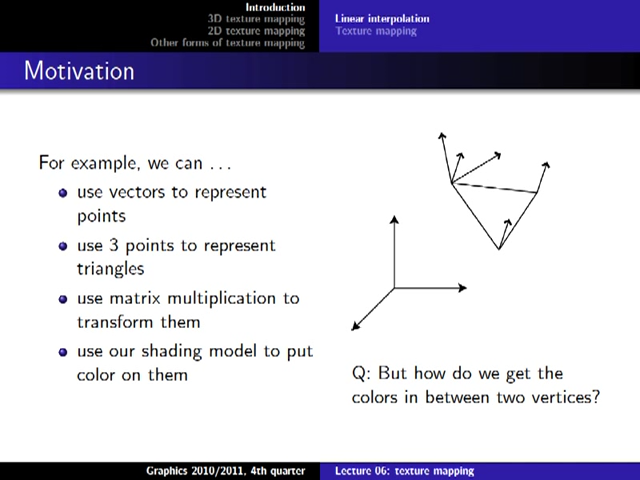 Introduction
3D texture mapping
2D texture mapping
Other forms of texture mapping
Linear interpolation
Texture mapping
Motivation
For example, we can ...
use vectors to represent
points
use 3 points to represent
triangles
use matrix multiplication to
transform them
use our shading model to put
color on them
Q: But how do we get the
colors in between two vertices?
Graphics 2010/2011, 4th quarter
Lecture 06: texture mapping